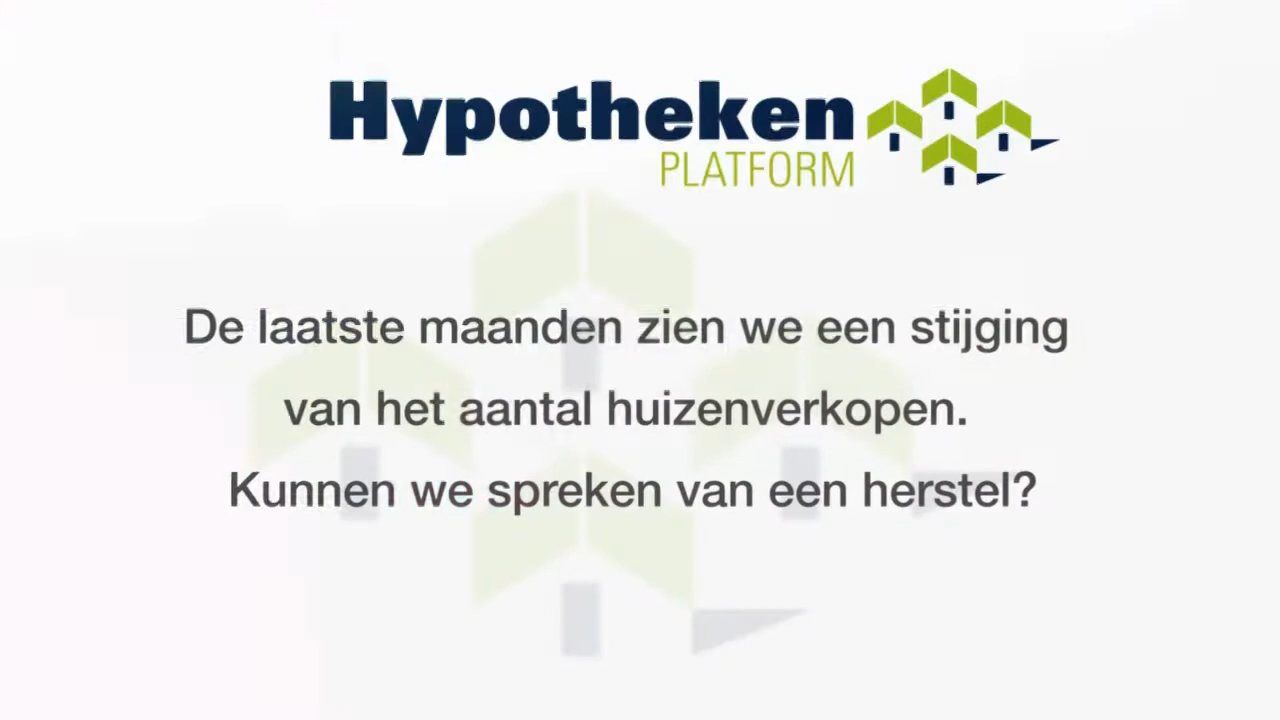 Hypotheken
PLATFORM
De laatste maanden zien we een stijging
van het aantal huizenverkopen.
Kunnen we spreken van een herstel?